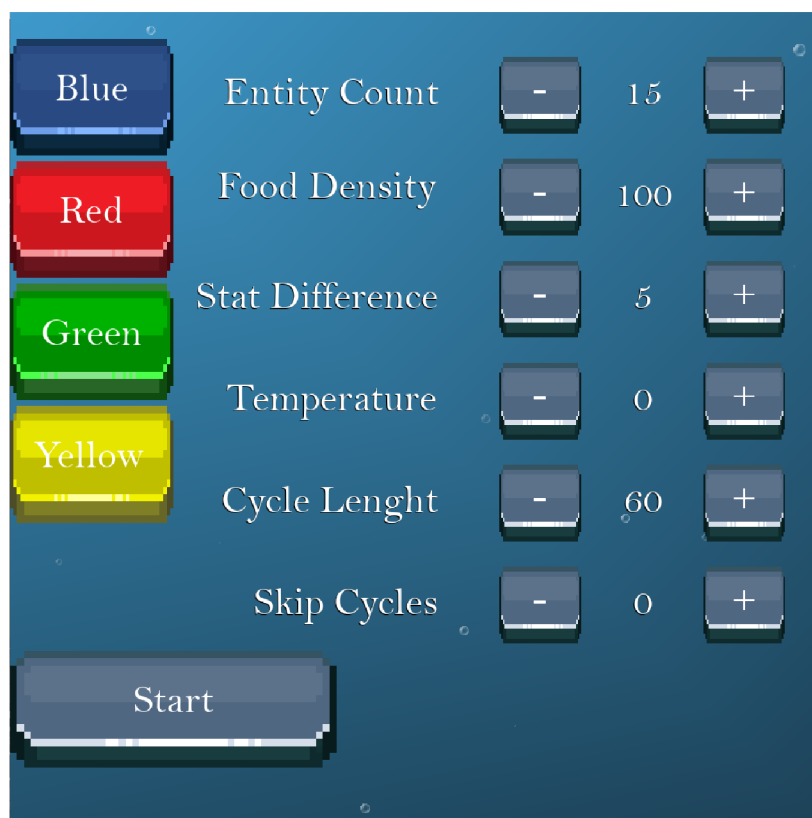 Blue
Entity Count - 15 +
Red
Food Density - 100 +
Green
Stat Difference - 5 +
Temperature - 0 +
Yellow
Cycle Lenght - 60 +
Skip Cycles - 0 +
Start